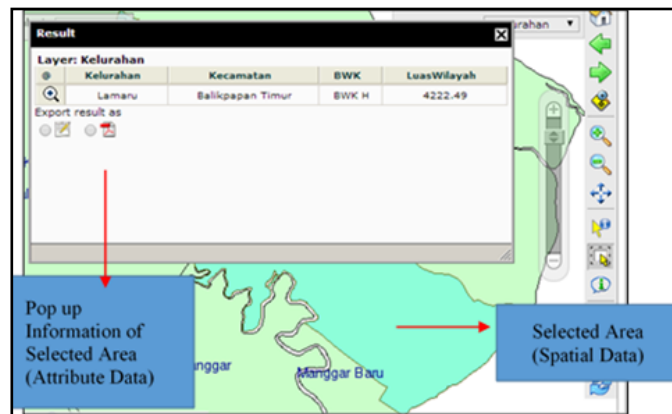 Result
urahan
Layer: Kelurahan
@ Kelurahan Kecamatan BWK LuasWilayah
Lamaru Balikpapan Timur BWK H 4222.49
Export result as
Pop up
Information of
Selected Area
(Attribute Data)
Selected Area
(Spatial Data)
nggar
Manggar Baru